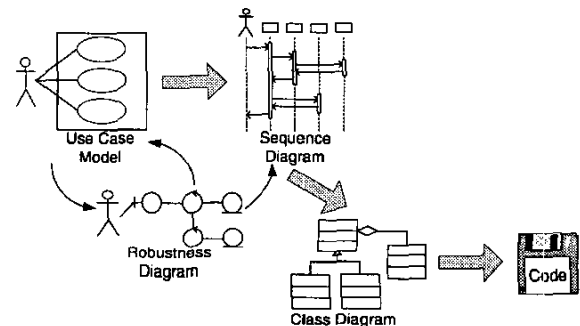 Use Case
Model
Sequence
Diagram
Robustness
Diagram
Class Diagram
Code